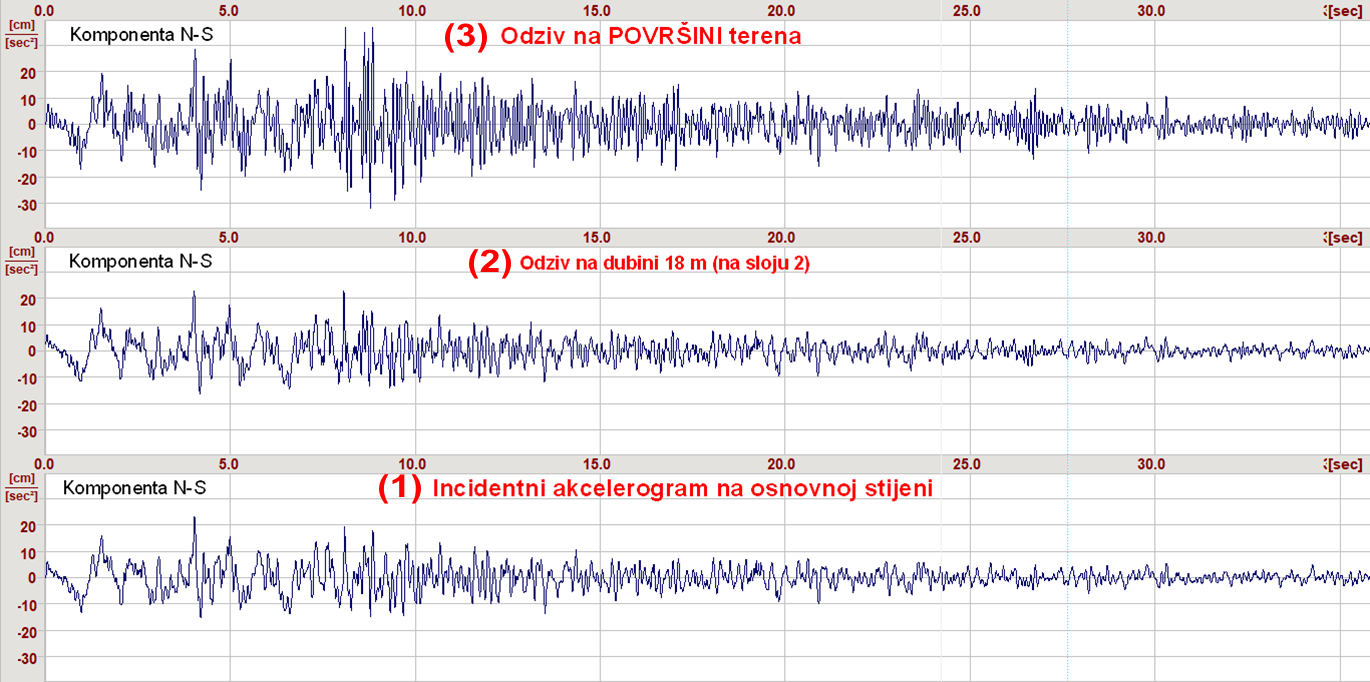 0.0 5.0 10.0 15.0 20.0 25.0 30.0 [sec]
[cm]
[sec²]
Komponenta N-S
(3) Odziv na POVRŠINI terena
20
10
0
-10
-20
-30
0.0 5.0 10.0 15.0 20.0 25.0 30.0 [sec]
[cm]
[sec²]
Komponenta N-S
(2) Odziv na dubini 18 m (na sloju 2)
20
10
0
-10
-20
-30
0.0 5.0 10.0 15.0 20.0 25.0 30.0 [sec]
[cm]
[sec²]
Komponenta N-S
(1) Incidentni akcelerogram na osnovnoj stijeni
20
10
0
-10
-20
-30